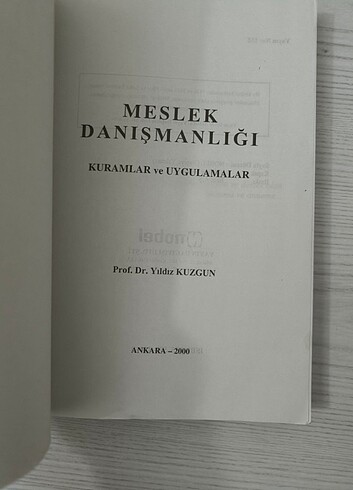 MESLEK
DANIŞMANLIĞI
KURAMLAR ve UYGULAMALAR
Prof. Dr. Yıldız KUZGUN
ANKARA – 2000